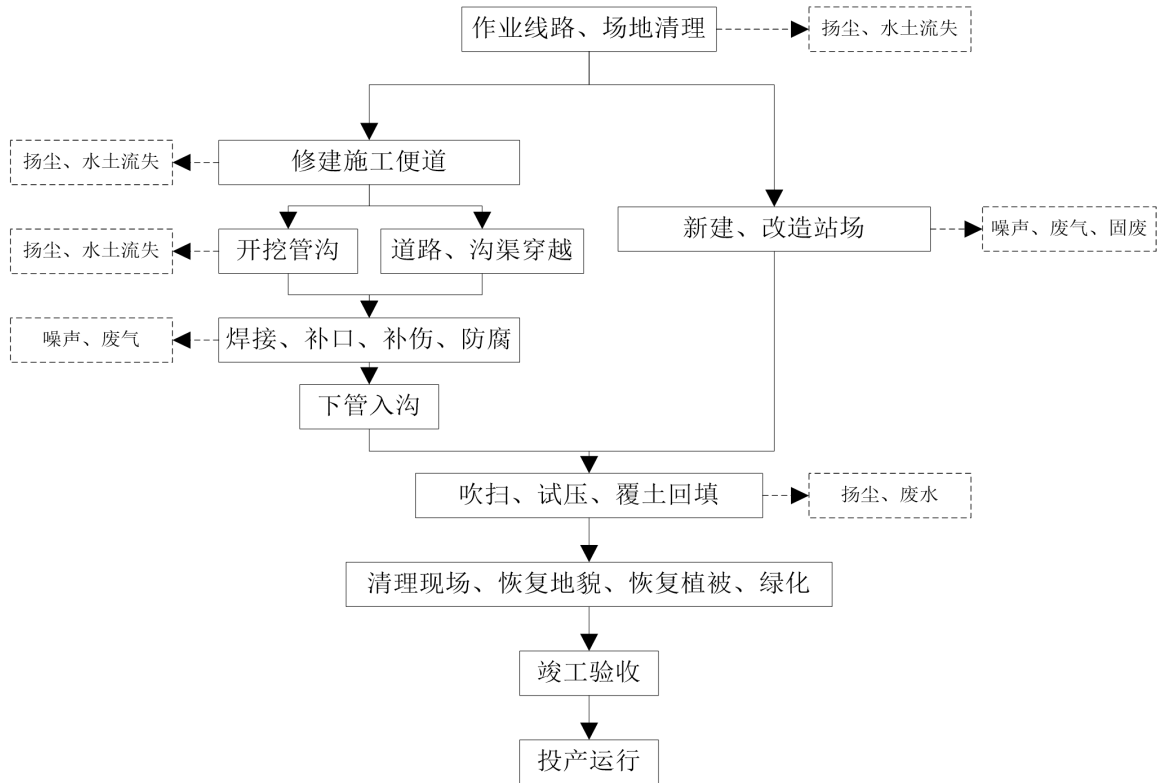 作业线路、场地清理
扬尘、水土流失
扬尘、水土流失
修建施工便道
新建、改造站场
噪声、废气、固废
扬尘、水土流失
开挖管沟
道路、沟渠穿越
噪声、废气
焊接、补口、补伤、防腐
下管入沟
吹扫、试压、覆土回填
扬尘、废水
清理现场、恢复地貌、恢复植被、绿化
竣工验收
投产运行